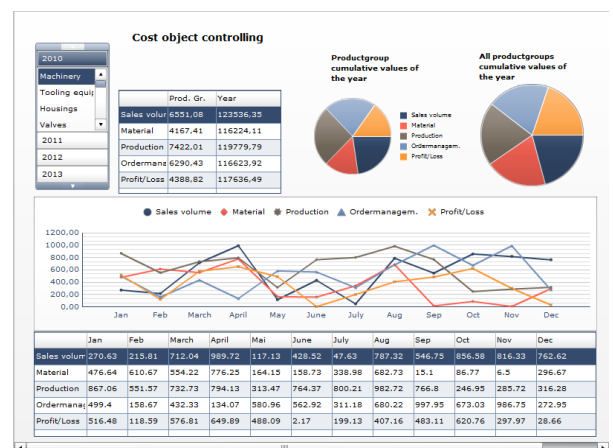 Cost object controlling
2010
Machinery
Tooling equip
Housings
Valves
2011
2012
2013
Prod. Gr. Year
Sales volur 6551,08 123536,35
Material 4167,41 116224,11
Production 7422,01 119779,79
Ordermana 6290,43 116623,92
Profit/Loss 4388,82 117636,49
Productgroup
cumulative values of
the year
Sales volume
Material
Production
Ordermanagem.
Profit/Loss
All productgroups
cumulative values of
the year
Sales volume Material Production Ordermanagem. Profit/Loss
1200.00
1000.00
800.00
600.00
400.00
200.00
0.00
Jan Feb March April May June July Aug Sep Oct Nov Dec
Jan Feb March April Mai June July Aug Sep Oct Nov Dec
Sales volum 270.63 215.81 712.04 989.72 117.13 428.52 47.63 787.32 546.75 856.58 816.33 762.62
Material 476.64 610.67 554.22 776.25 164.15 158.73 338.98 682.73 15.1 86.77 6.5 296.67
Production 867.06 551.57 732.73 794.13 313.47 764.37 800.21 982.72 766.8 246.95 285.72 316.28
Ordermanag 499.4 158.67 432.33 134.07 580.96 562.92 311.18 680.22 997.95 673.03 986.75 272.95
Profit/Loss 516.48 118.59 576.81 649.89 488.09 2.17 199.13 407.16 483.11 620.76 297.97 28.66